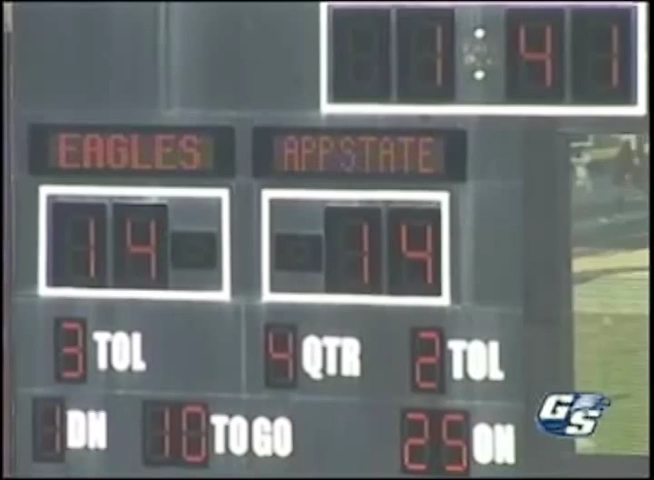 1:41
EAGLES APPSTATE
14 14
3 TOL 4 QTR 2 TOL
1 DN 10 TO GO 25 ON
GS